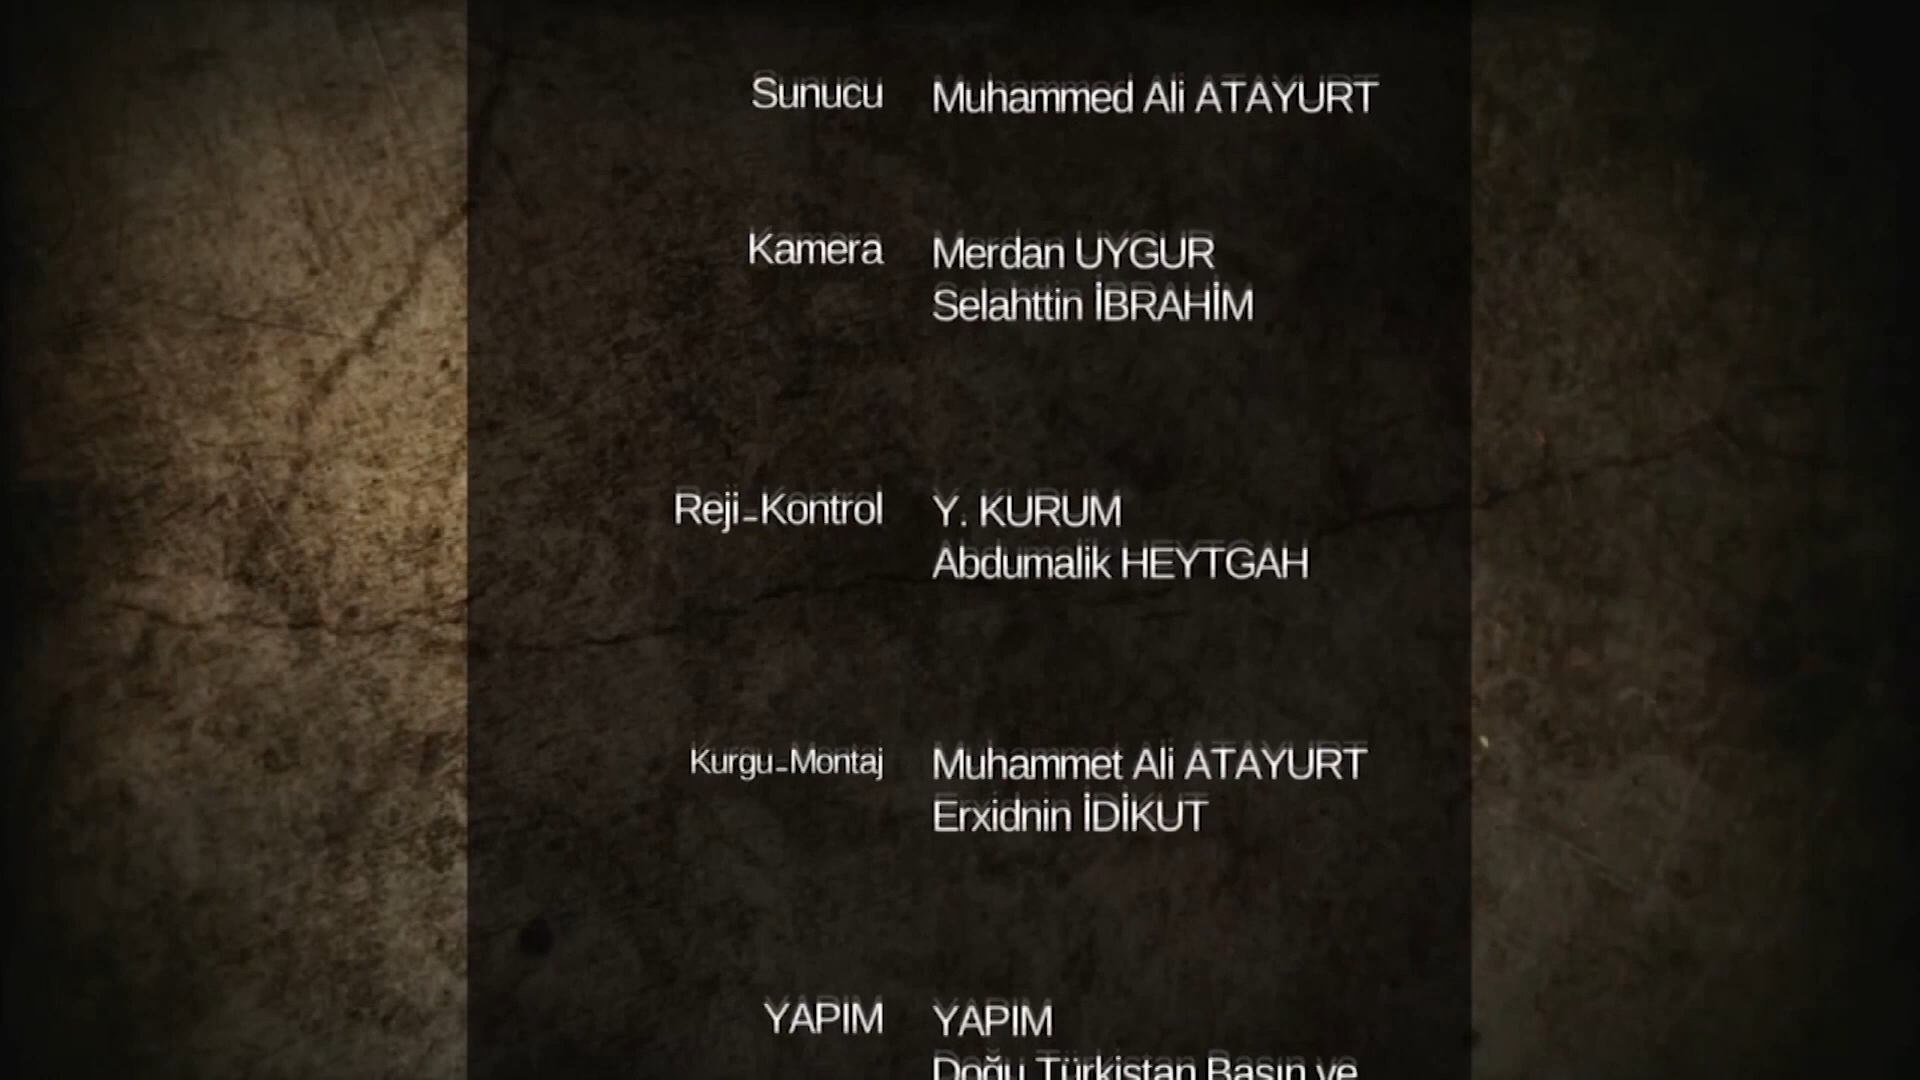 Sunucu Muhammed Ali ATAYURT
Kamera Merdan UYGUR
Selahttin İBRAHİM
Reji-Kontrol Y. KURUM
Abdumalik HEYTGAH
Kurgu-Montaj Muhammet Ali ATAYURT
Erxidnin İDİKUT
YAPIM YAPIM
Doğu Türkistan Basın ve